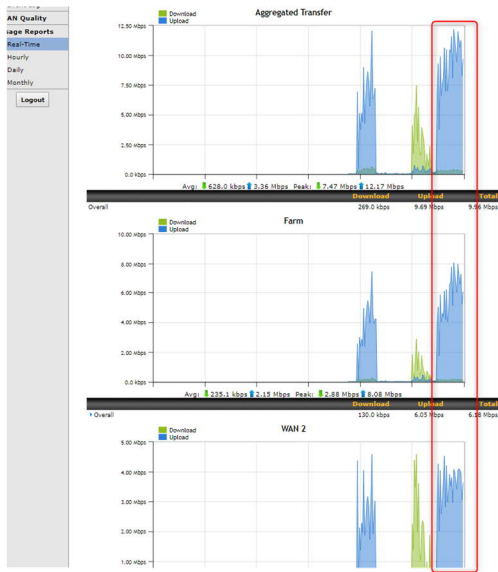 AN Quality
sage Reports
Real-Time
Hourly
Daily
Monthly
Logout
Aggregated Transfer
Download
Upload
12.50 Mbps
10.00 Mbps
7.50 Mbps
5.00 Mbps
2.50 Mbps
0.0 kbps
Avg: 628.0 kbps 3.36 Mbps Peak: 7.47 Mbps 12.17 Mbps
Download Upload Total
Overall 269.0 kbps 9.69 Mbps 9.96 Mbps
Farm
Download
Upload
10.00 Mbps
8.00 Mbps
6.00 Mbps
4.00 Mbps
2.00 Mbps
0.0 kbps
Avg: 235.1 kbps 2.15 Mbps Peak: 2.88 Mbps 8.08 Mbps
Download Upload Total
Overall 130.0 kbps 6.05 Mbps 6.18 Mbps
WAN 2
Download
Upload
5.00 Mbps
4.00 Mbps
3.00 Mbps
2.00 Mbps
1.00 Mbps